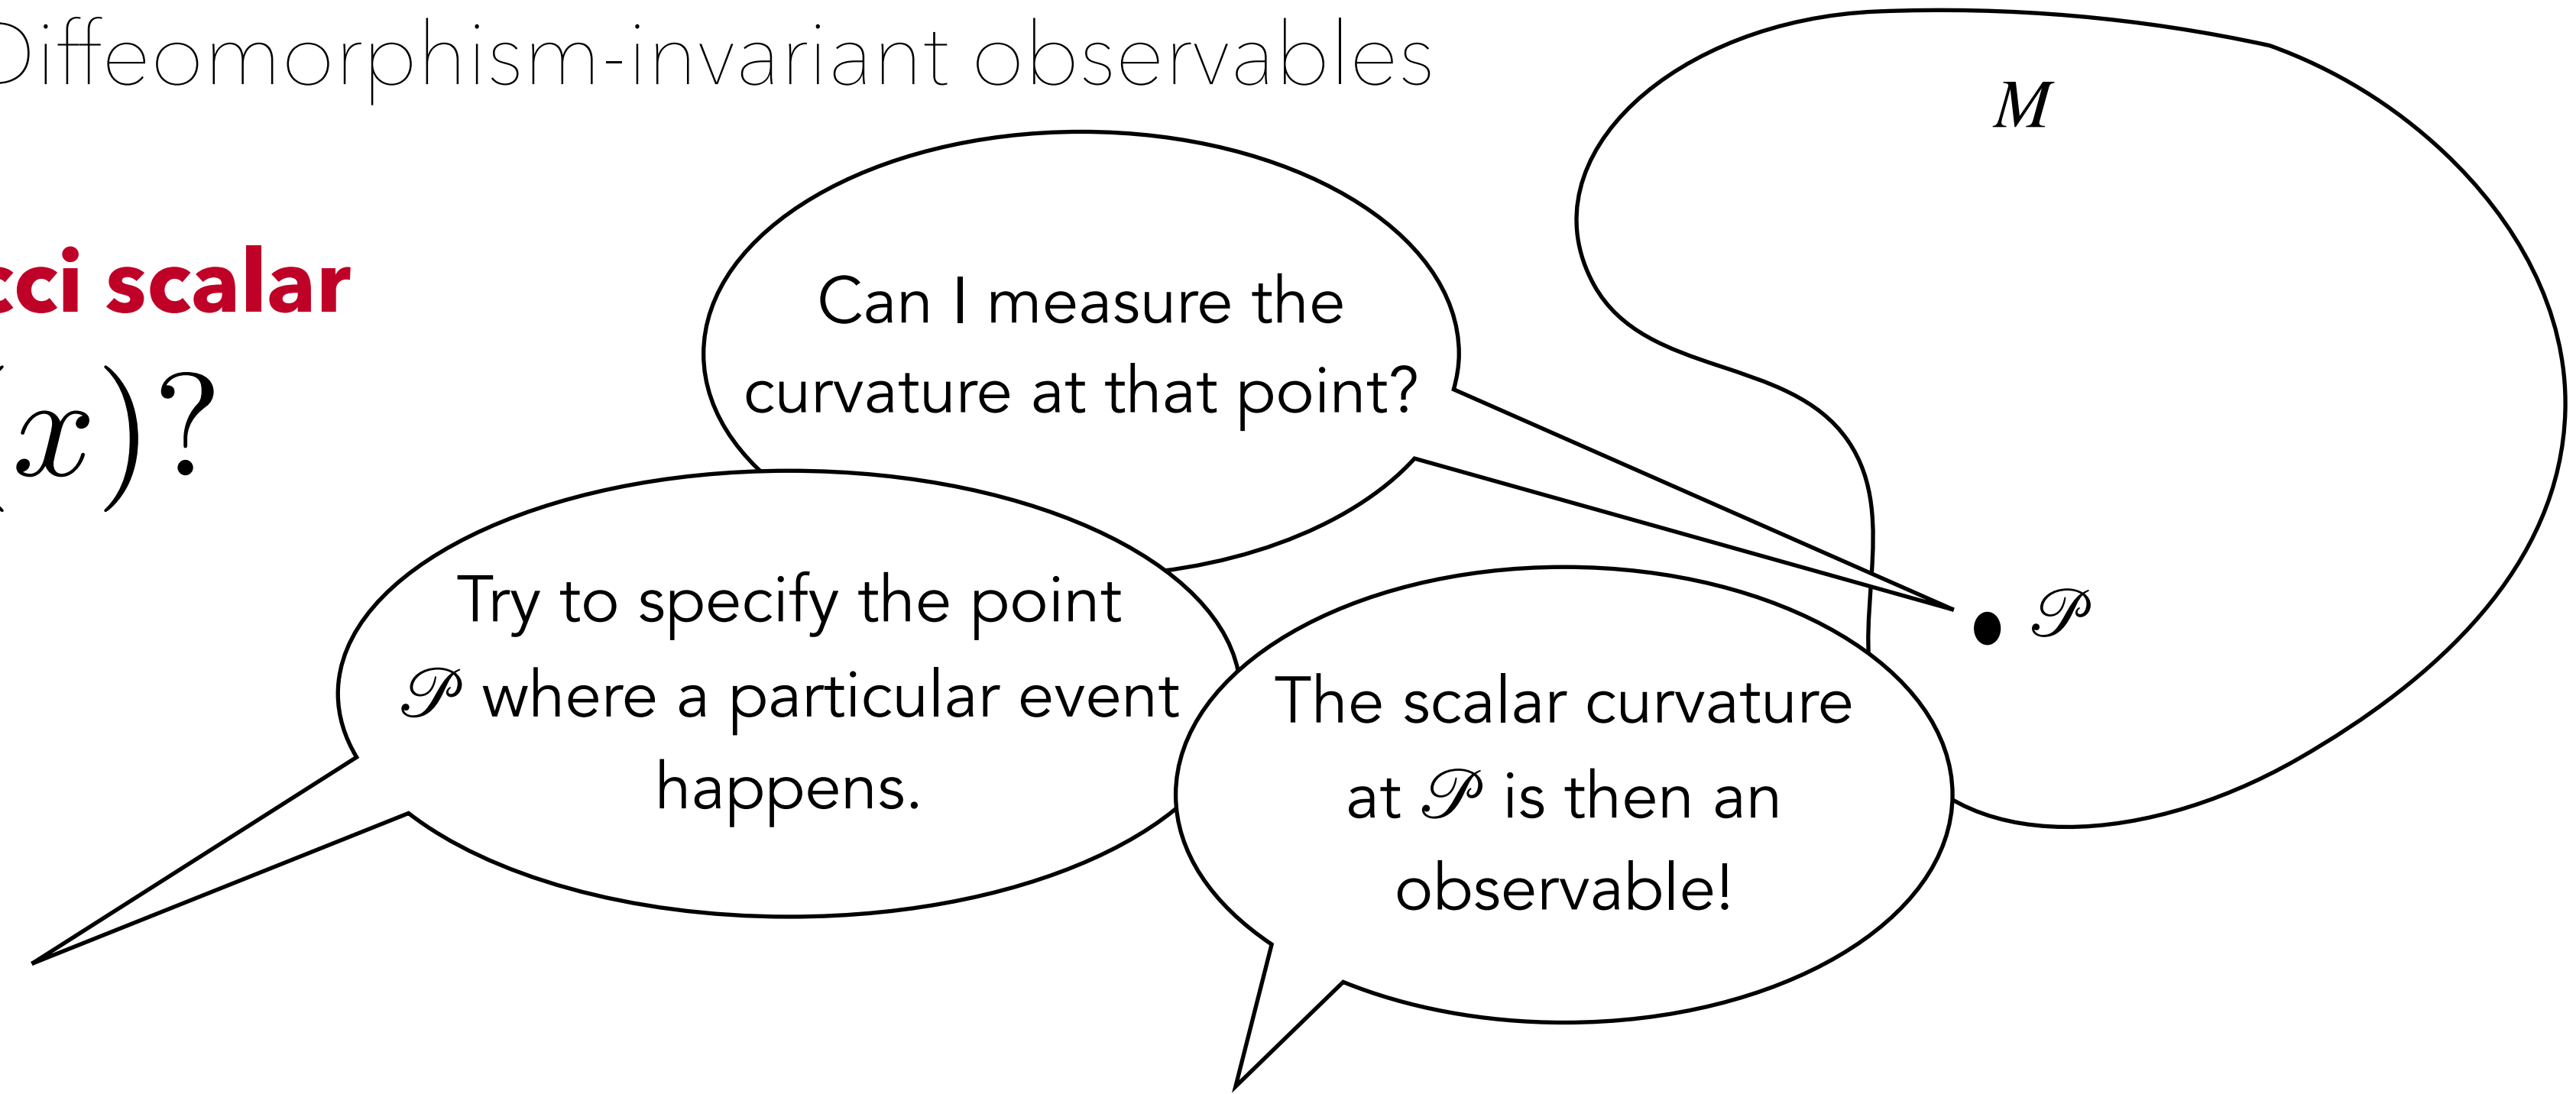 Diffeomorphism-invariant observables
M
cci scalar
(x)?
Can I measure the
curvature at that point?
Try to specify the point
𝒫 where a particular event
happens.
The scalar curvature
at 𝒫 is then an
observable!
𝒫